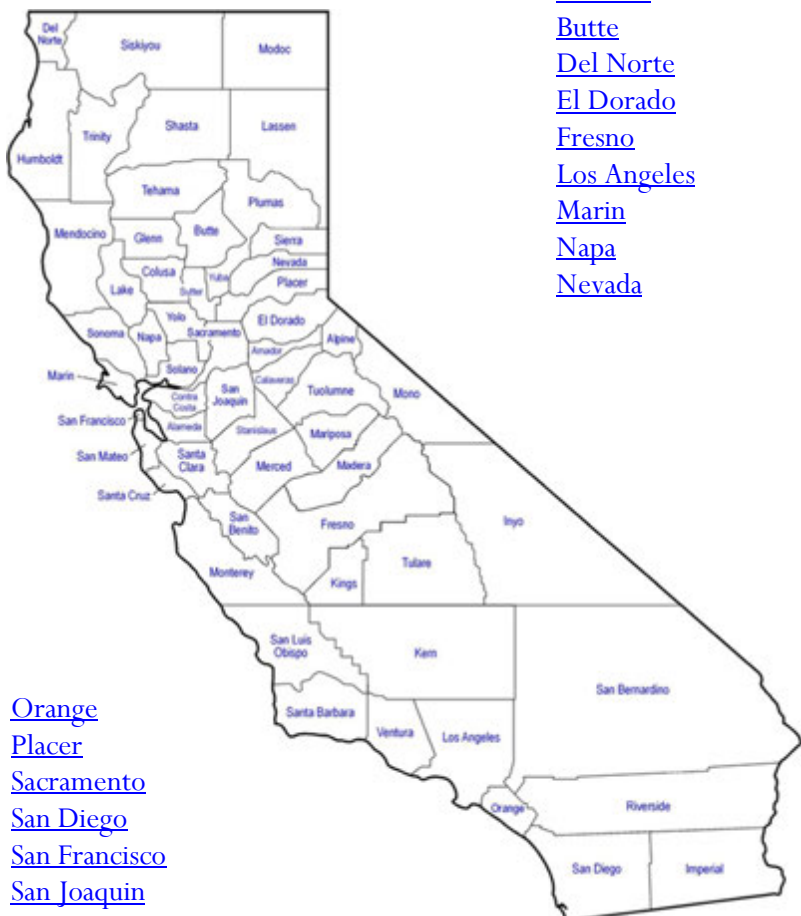 Butte
Del Norte
El Dorado
Fresno
Los Angeles
Marin
Napa
Nevada
Del
Norte
Siskiyou
Modoc
Trinity
Shasta
Lassen
Humboldt
Tehama
Plumas
Mendocino
Glenn
Butte
Sierra
Nevada
Colusa
Yuba
Placer
Lake
Sutter
Yolo
El Dorado
Sonoma
Napa
Sacramento
Alpine
Amador
Solano
Marin
Calaveras
Tuolumne
Mono
Contra
Costa
San
Joaquin
San Francisco
Alameda
Stanislaus
Mariposa
San Mateo
Santa
Clara
Merced
Madera
Santa Cruz
San
Benito
Fresno
Inyo
Monterey
Kings
Tulare
San Luis
Obispo
Kern
San Bernardino
Santa Barbara
Ventura
Los Angeles
Orange
Riverside
San Diego
Imperial
Orange
Placer
Sacramento
San Diego
San Francisco
San Joaquin